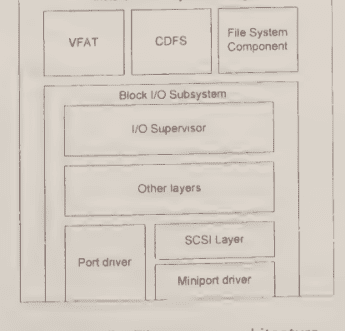 VFAT CDFS File System
Component
Block I/O Subsystem
I/O Supervisor
Other layers
Port driver
SCSI Layer
Miniport driver